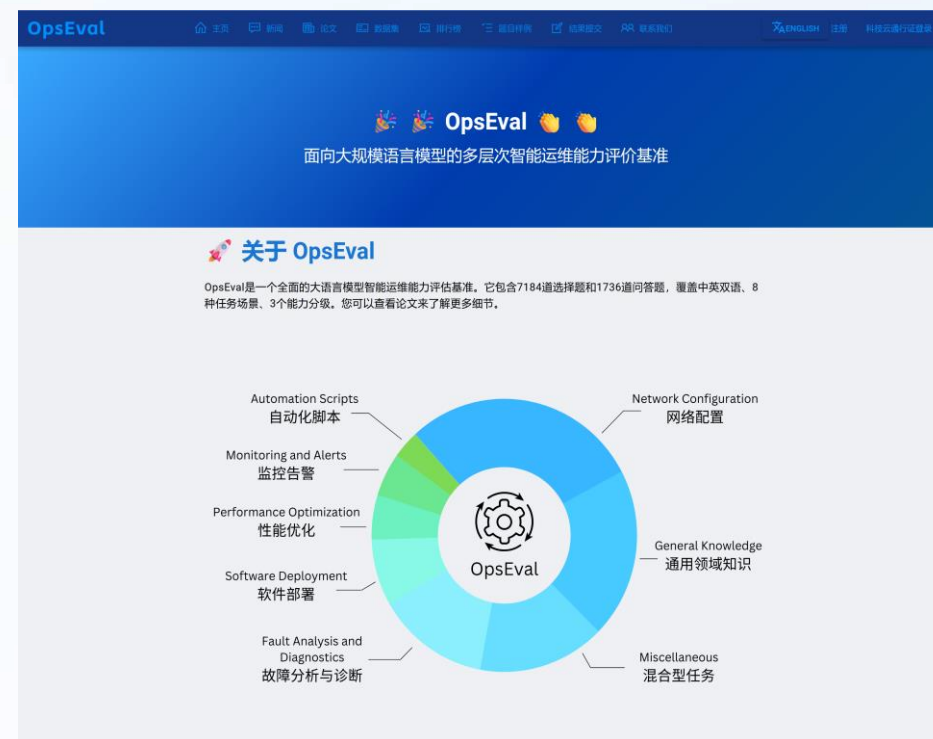 OpsEval
主页
新闻
论文
数据集
排行榜
题目样例
结果提交
联系我们
ENGLISH
注册
科技云通行证登录
OpsEval
面向大规模语言模型的多层次智能运维能力评价基准
关于 OpsEval
OpsEval是一个全面的大语言模型智能运维能力评估基准。它包含7184道选择题和1736道问答题，覆盖中英双语、8
种任务场景、3个能力分级。您可以查看论文来了解更多细节。
Automation Scripts
自动化脚本
Monitoring and Alerts
监控告警
Performance Optimization
性能优化
Software Deployment
软件部署
Fault Analysis and
Diagnostics
故障分析与诊断
Network Configuration
网络配置
General Knowledge
通用领域知识
Miscellaneous
混合型任务
OpsEval